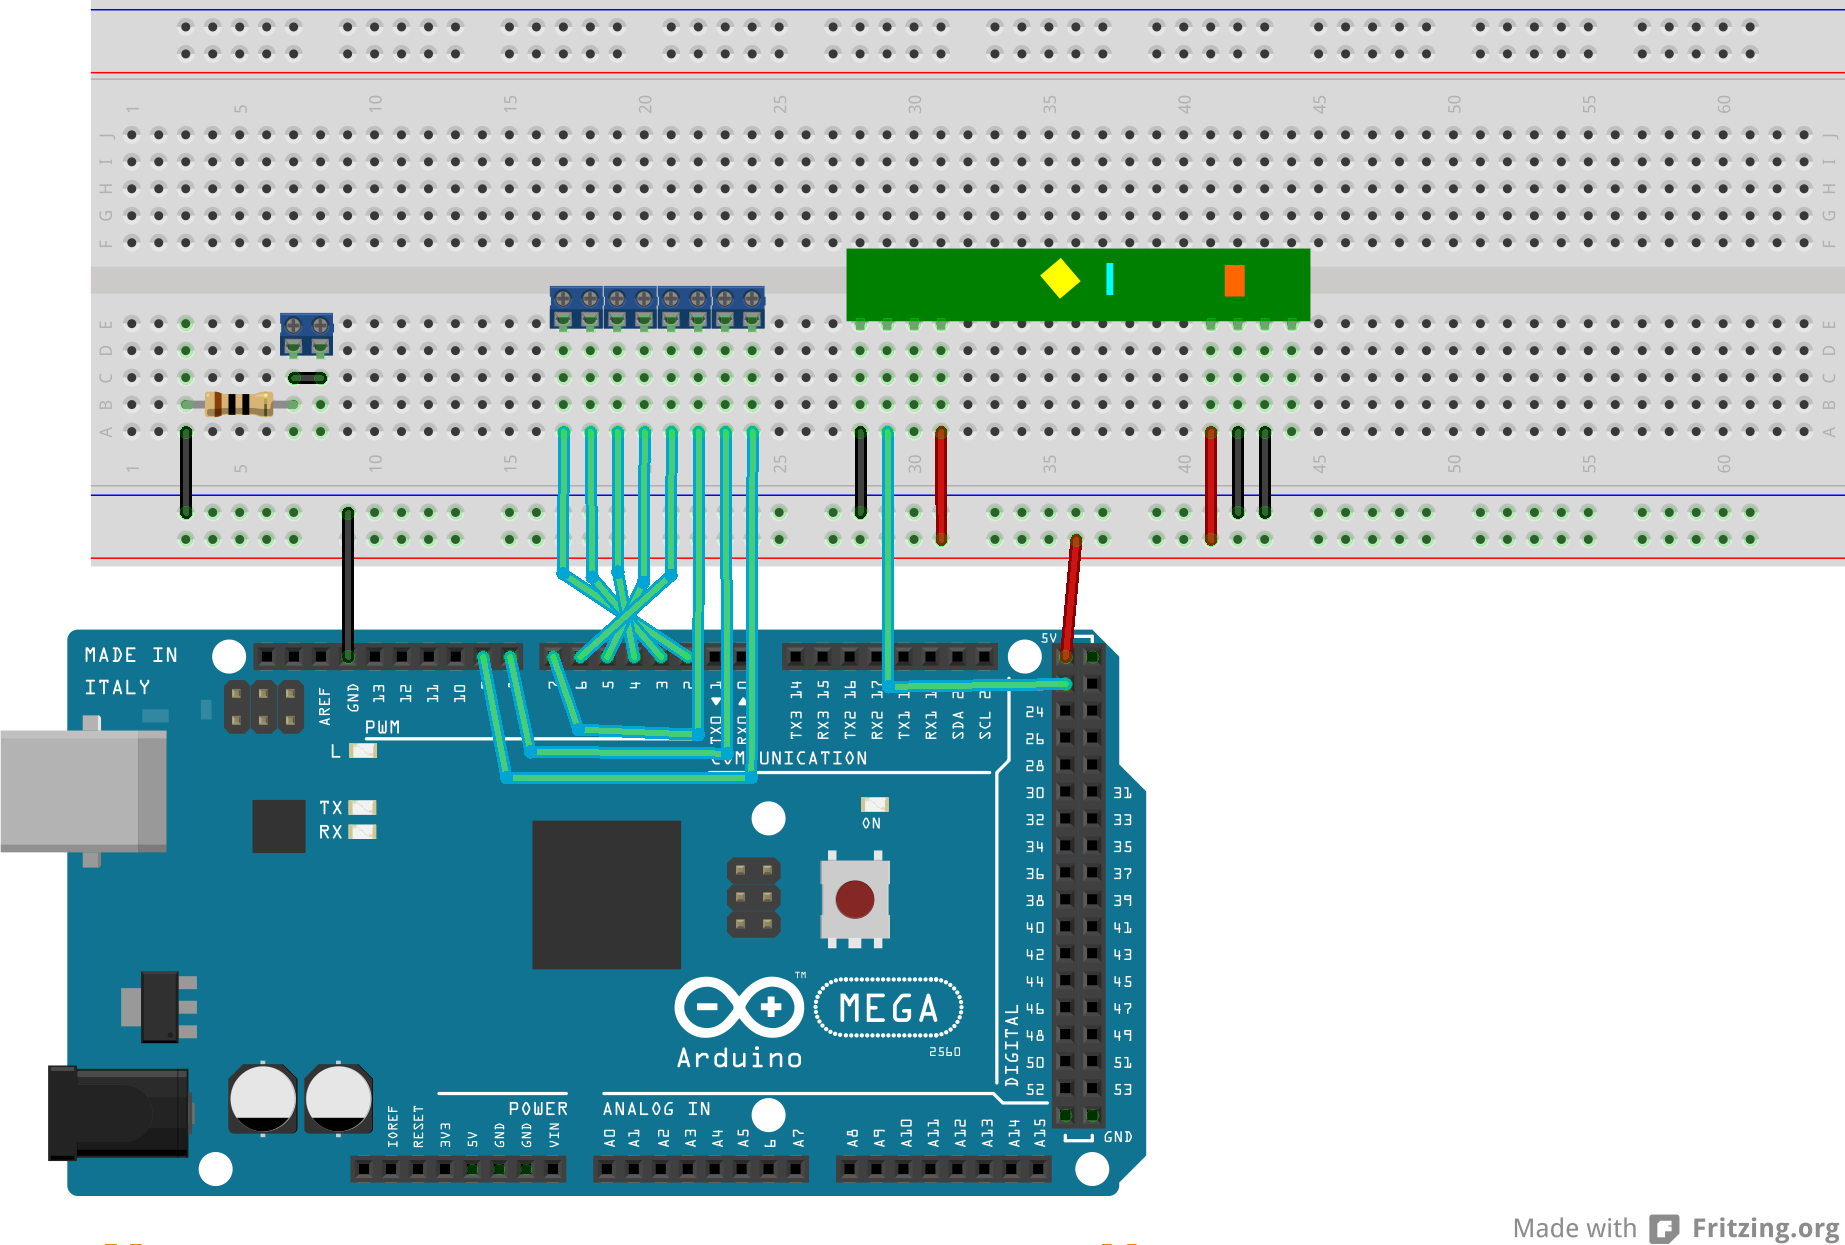 1 5 10 15 20 25 30 35 40 45 50 55 60
J J
I I
H H
G G
F F
E E
D D
C C
B B
A A
1 5 10 15 20 25 30 35 40 45 50 55 60
MADE IN
ITALY
5V
AREF GND 13 12 11 10 7 6 5 4 3 2 1 0
TX0 RX0
TX3 14 RX3 15 TX2 16 RX2 17 TX1 1 RX1 1 SDA 2 SCL 2
PWM
L
COMMUNICATION
TX
RX
ON
24
26
28
30 31
32 33
34 35
36 37
38 39
40 41
42 43
44 45
46 47
48 49
50 51
52 53
DIGITAL
GND
TM
MEGA
2560
Arduino
POWER
ANALOG IN
IOREF RESET 3V3 5V GND GND VIN
A0 A1 A2 A3 A4 A5 6 A7
A8 A9 A10 A11 A12 A13 A14 A15
Made with Fritzing.org